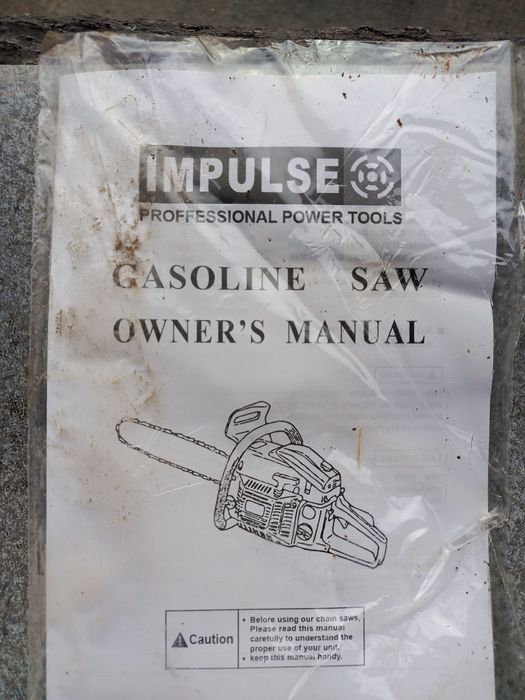 IMPULSE
PROFFESSIONAL POWER TOOLS
GASOLINE SAW
OWNER'S MANUAL
Caution
• Before using our chain saws,
Please read this manual
carefully to understand the
proper use of your unit.
• keep this manual handy.